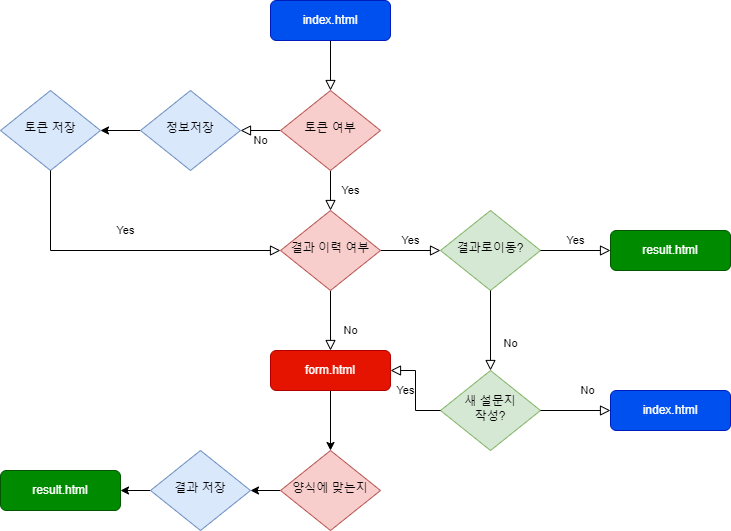 index.html
토큰 저장
정보저장
토큰 여부
No
Yes
Yes
결과 이력 여부
Yes
결과로이동?
Yes
result.html
No
No
form.html
Yes
새 설문지
작성?
No
index.html
result.html
결과 저장
양식에 맞는지